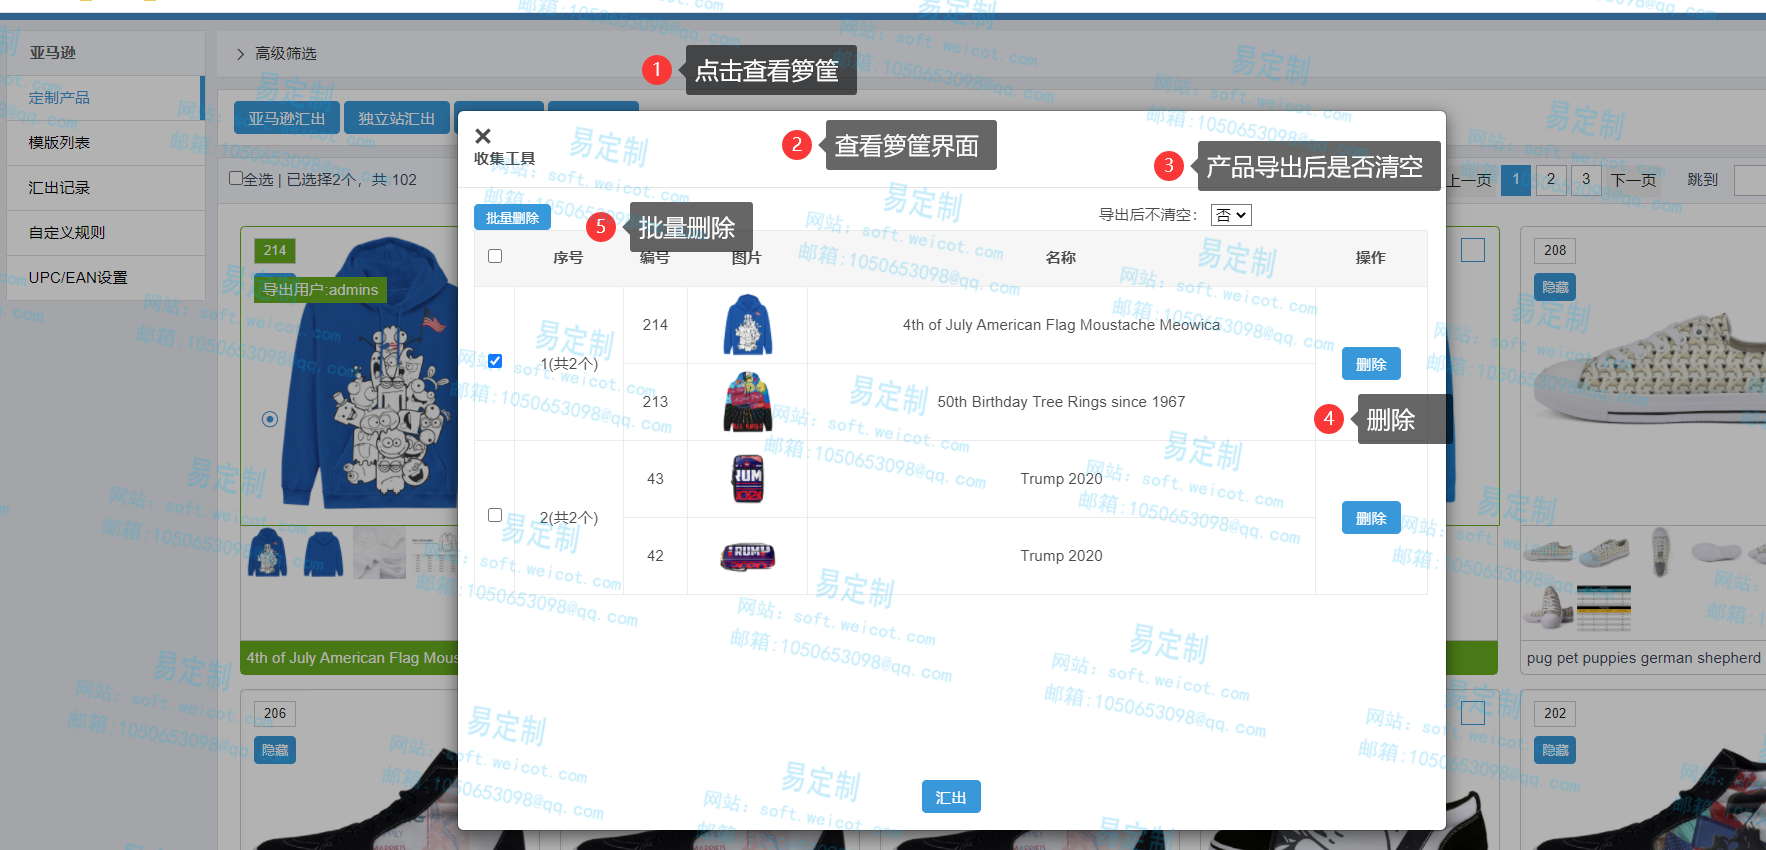 亚马逊
定制产品
模版列表
汇出记录
自定义规则
UPC/EAN设置
高级筛选
1 点击查看箩筐
亚马逊汇出
独立站汇出
全选 | 已选择2个，共 102
上一页 1 2 3 下一页 跳到
收集工具
2 查看箩筐界面
3 产品导出后是否清空
批量删除
5 批量删除
导出后不清空： 否
序号 编号 图片 名称 操作
1(共2个)
214 4th of July American Flag Moustache Meowica
213 50th Birthday Tree Rings since 1967
删除
4 删除
2(共2个)
43 Trump 2020
42 Trump 2020
删除
汇出
214
导出用户:admins
4th of July American Flag Mous
206
隐藏
208
隐藏
pug pet puppies german shepherd
202
隐藏
易定制
网站: soft.weicot.com
邮箱:1050653098@qq.com